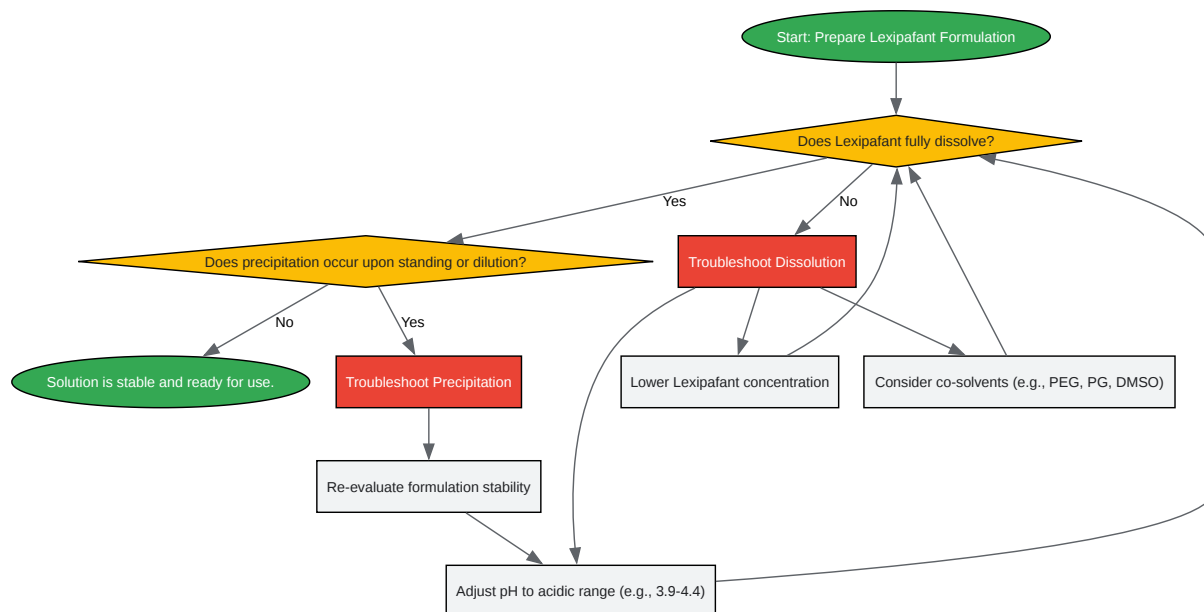 Start: Prepare Lexipafant Formulation
Does Lexipafant fully dissolve?
Yes
No
Does precipitation occur upon standing or dilution?
Troubleshoot Dissolution
No
Yes
Solution is stable and ready for use.
Troubleshoot Precipitation
Lower Lexipafant concentration
Consider co-solvents (e.g., PEG, PG, DMSO)
Re-evaluate formulation stability
Adjust pH to acidic range (e.g., 3.9-4.4)